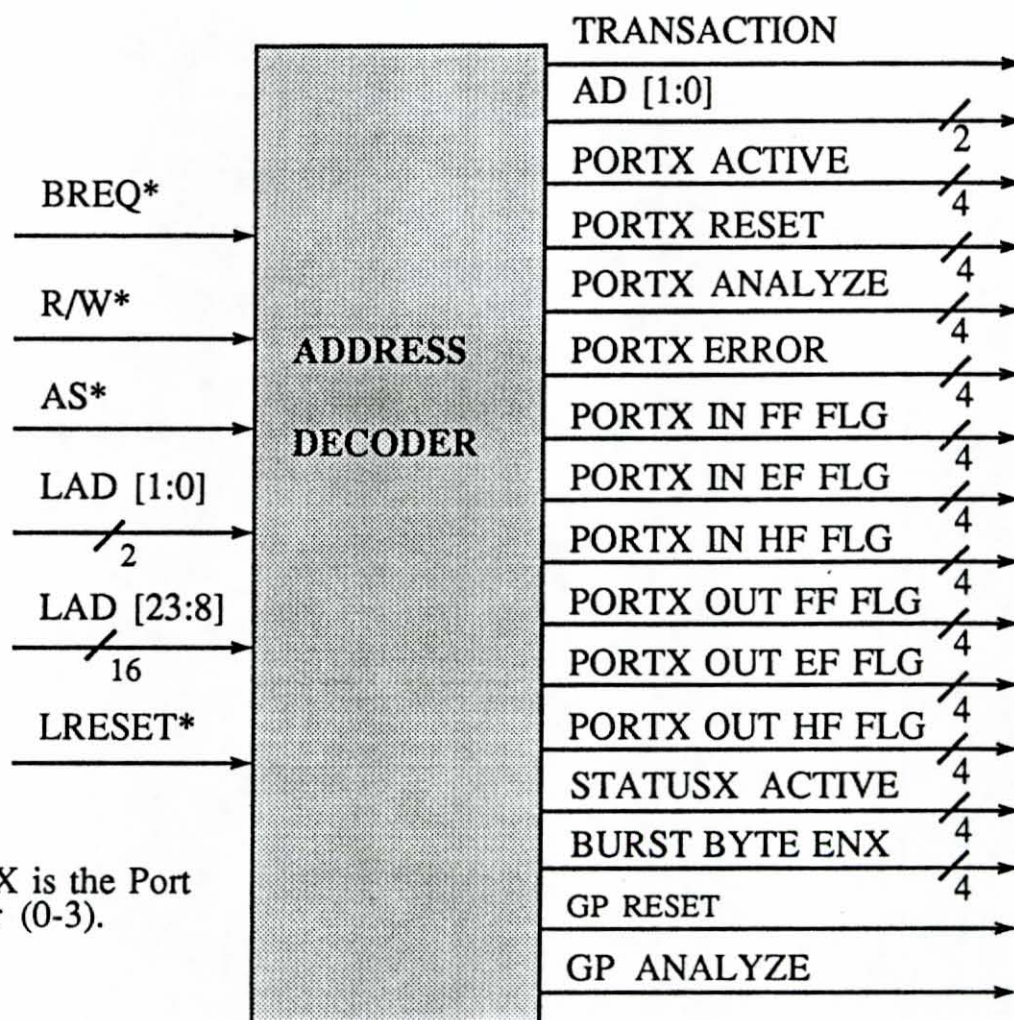 BREQ*
R/W*
AS*
LAD [1:0]
2
LAD [23:8]
16
LRESET*
X is the Port
(0-3).
ADDRESS
DECODER
TRANSACTION
AD [1:0]
2
PORTX ACTIVE
4
PORTX RESET
4
PORTX ANALYZE
4
PORTX ERROR
4
PORTX IN FF FLG
4
PORTX IN EF FLG
4
PORTX IN HF FLG
4
PORTX OUT FF FLG
4
PORTX OUT EF FLG
4
PORTX OUT HF FLG
4
STATUSX ACTIVE
4
BURST BYTE ENX
4
GP RESET
GP ANALYZE